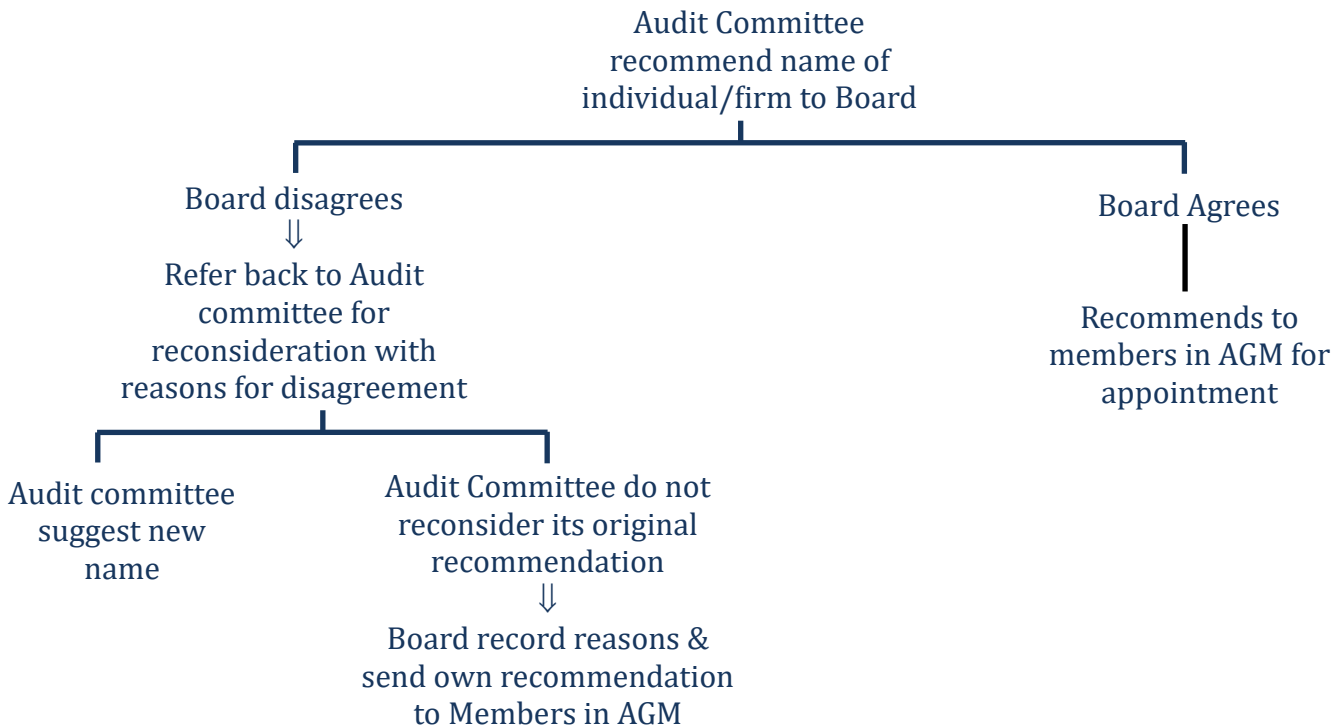 Audit Committee
recommend name of
individual/firm to Board
Board disagrees
⇓
Refer back to Audit
committee for
reconsideration with
reasons for disagreement
Audit committee
suggest new
name
Audit Committee do not
reconsider its original
recommendation
⇓
Board record reasons &
send own recommendation
to Members in AGM
Board Agrees
Recommends to
members in AGM for
appointment